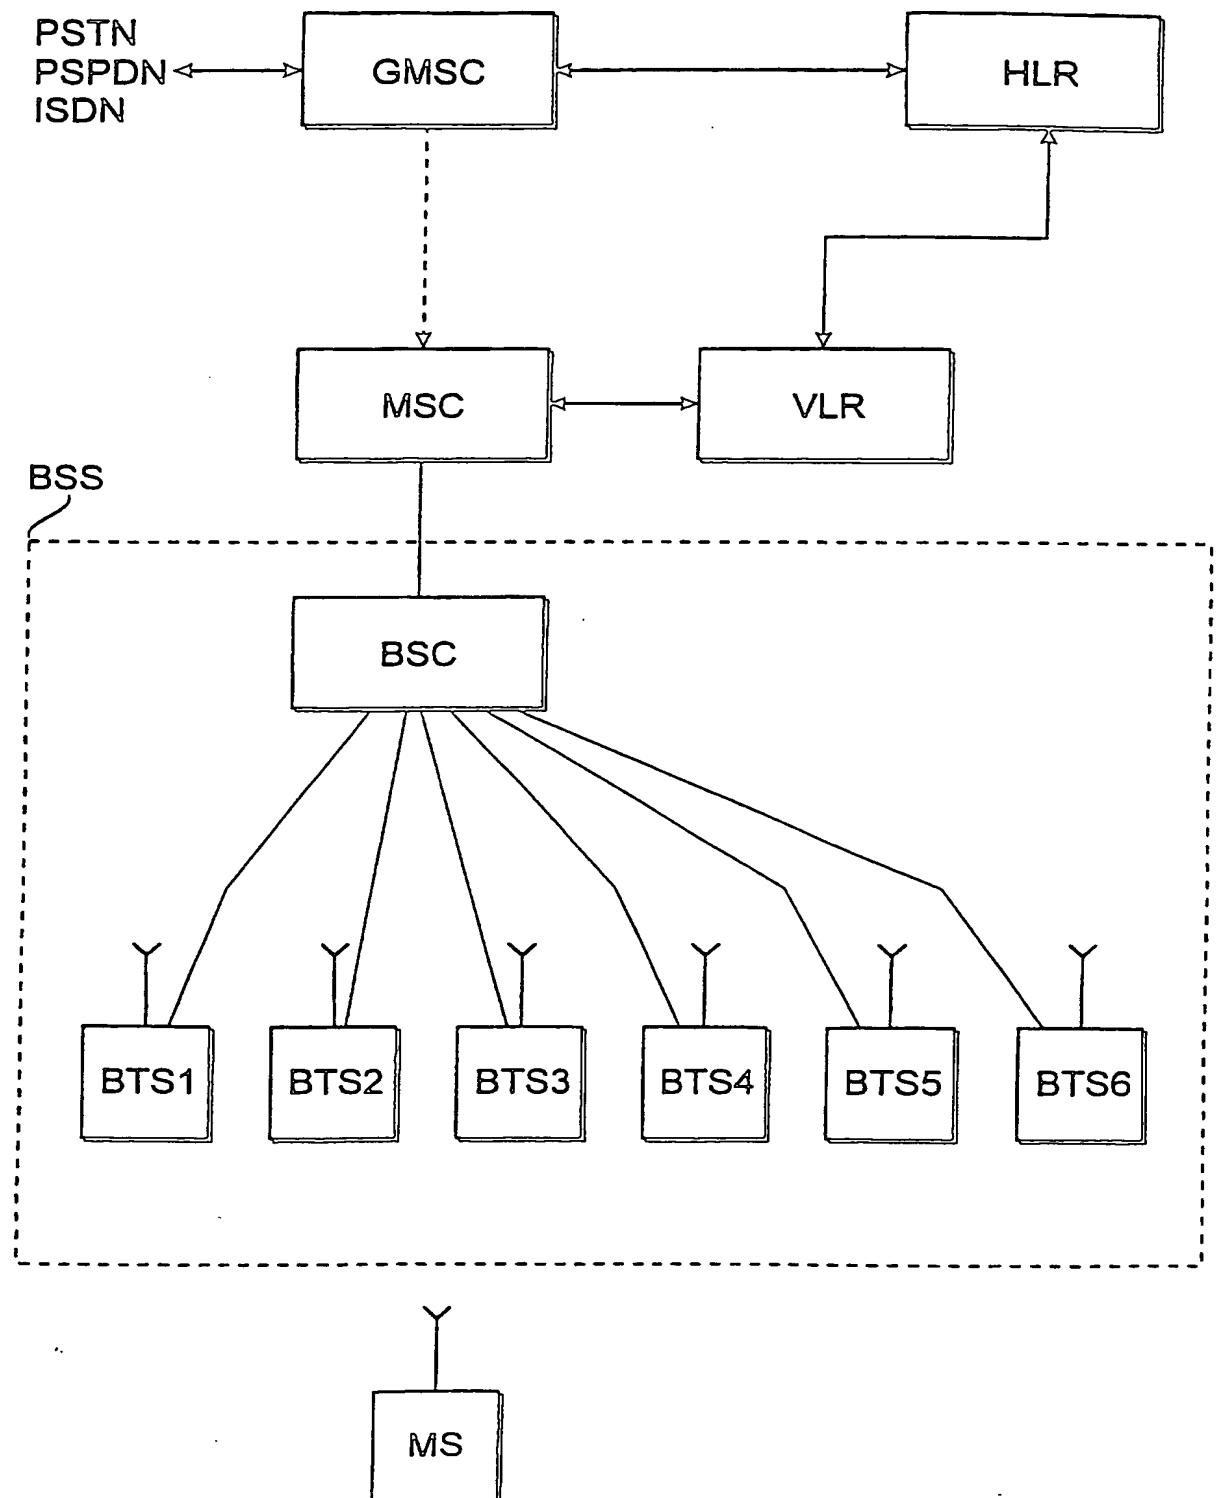 PSTN
PSPDN
ISDN
GMSC
HLR
MSC
VLR
BSS
BSC
BTS1
BTS2
BTS3
BTS4
BTS5
BTS6
MS